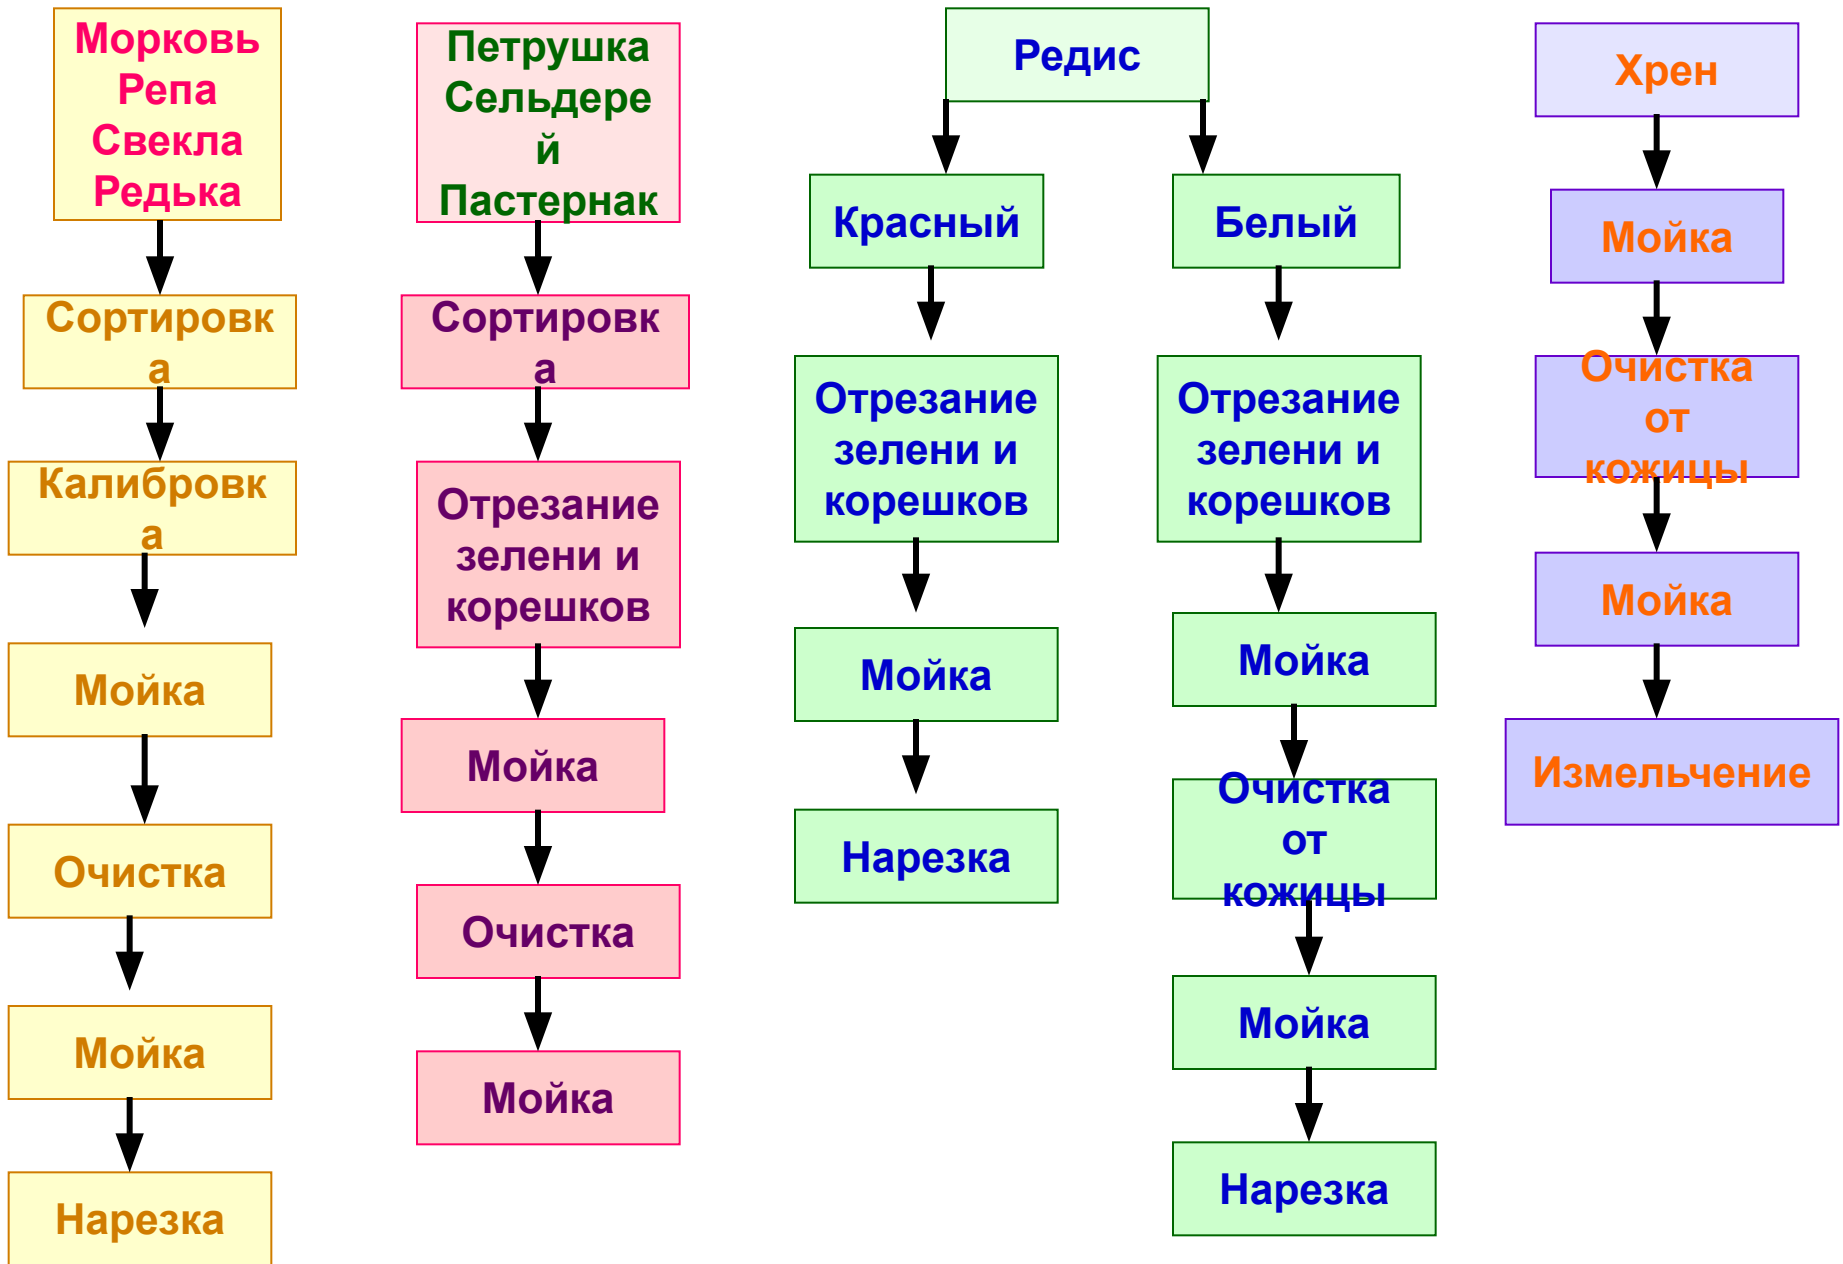 Морковь
Репа
Свекла
Редька
Сортировк
а
Калибровк
а
Мойка
Очистка
Мойка
Нарезка
Петрушка
Сельдере
й
Пастернак
Сортировк
а
Отрезание
зелени и
корешков
Мойка
Очистка
Мойка
Редис
Красный
Отрезание
зелени и
корешков
Мойка
Нарезка
Белый
Отрезание
зелени и
корешков
Мойка
Очистка
от
кожицы
Мойка
Нарезка
Хрен
Мойка
Очистка
от
кожицы
Мойка
Измельчение